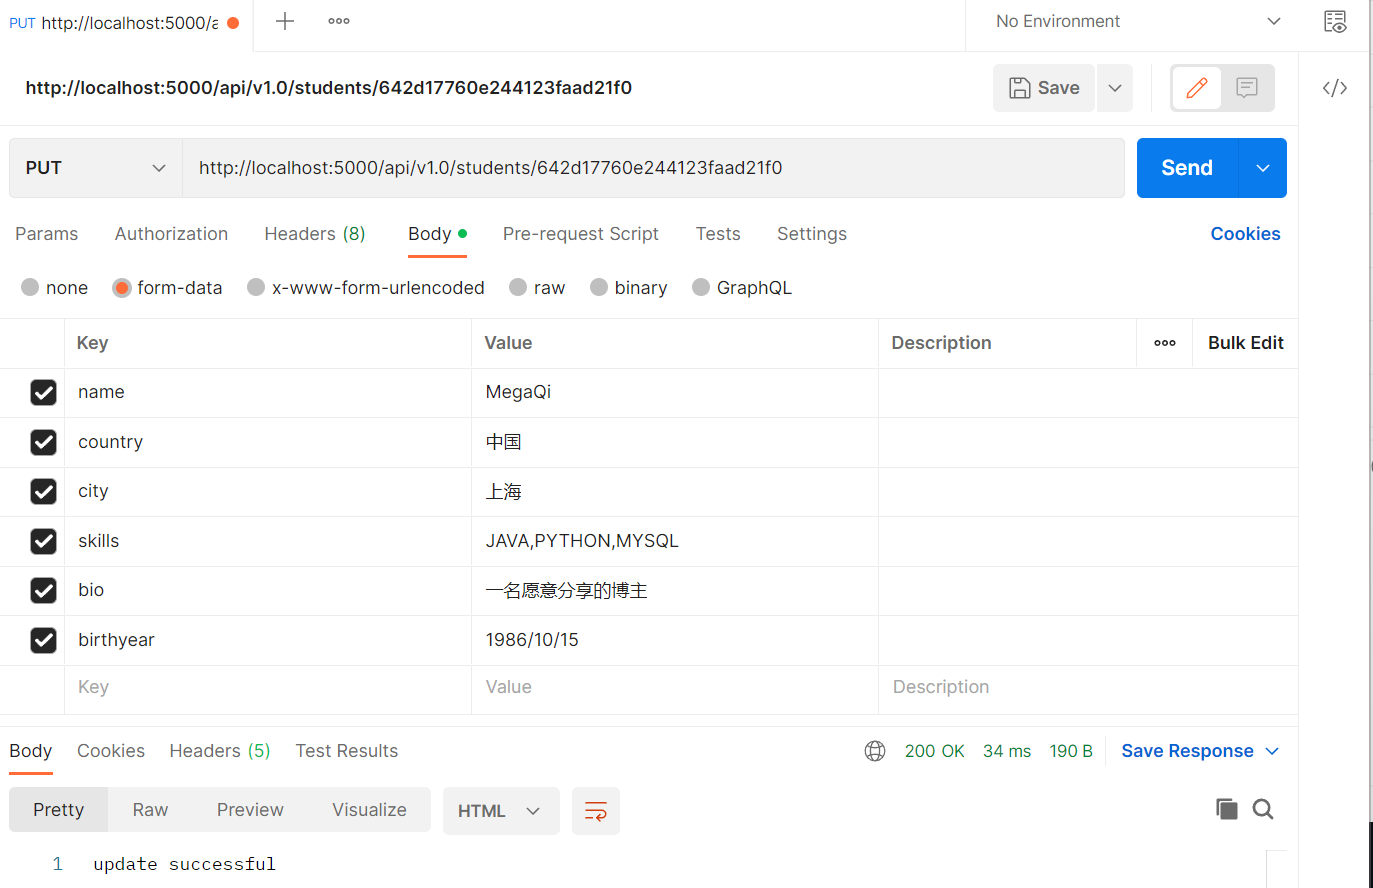 PUT http://localhost:5000/a
No Environment
http://localhost:5000/api/v1.0/students/642d17760e244123faad21f0
Save
PUT http://localhost:5000/api/v1.0/students/642d17760e244123faad21f0 Send
Params Authorization Headers (8) Body Pre-request Script Tests Settings Cookies
none form-data x-www-form-urlencoded raw binary GraphQL
Key Value Description Bulk Edit
name MegaQi
country 中国
city 上海
skills JAVA,PYTHON,MYSQL
bio 一名愿意分享的博主
birthyear 1986/10/15
Key Value Description
Body Cookies Headers (5) Test Results 200 OK 34 ms 190 B Save Response
Pretty Raw Preview Visualize HTML
1 update successful